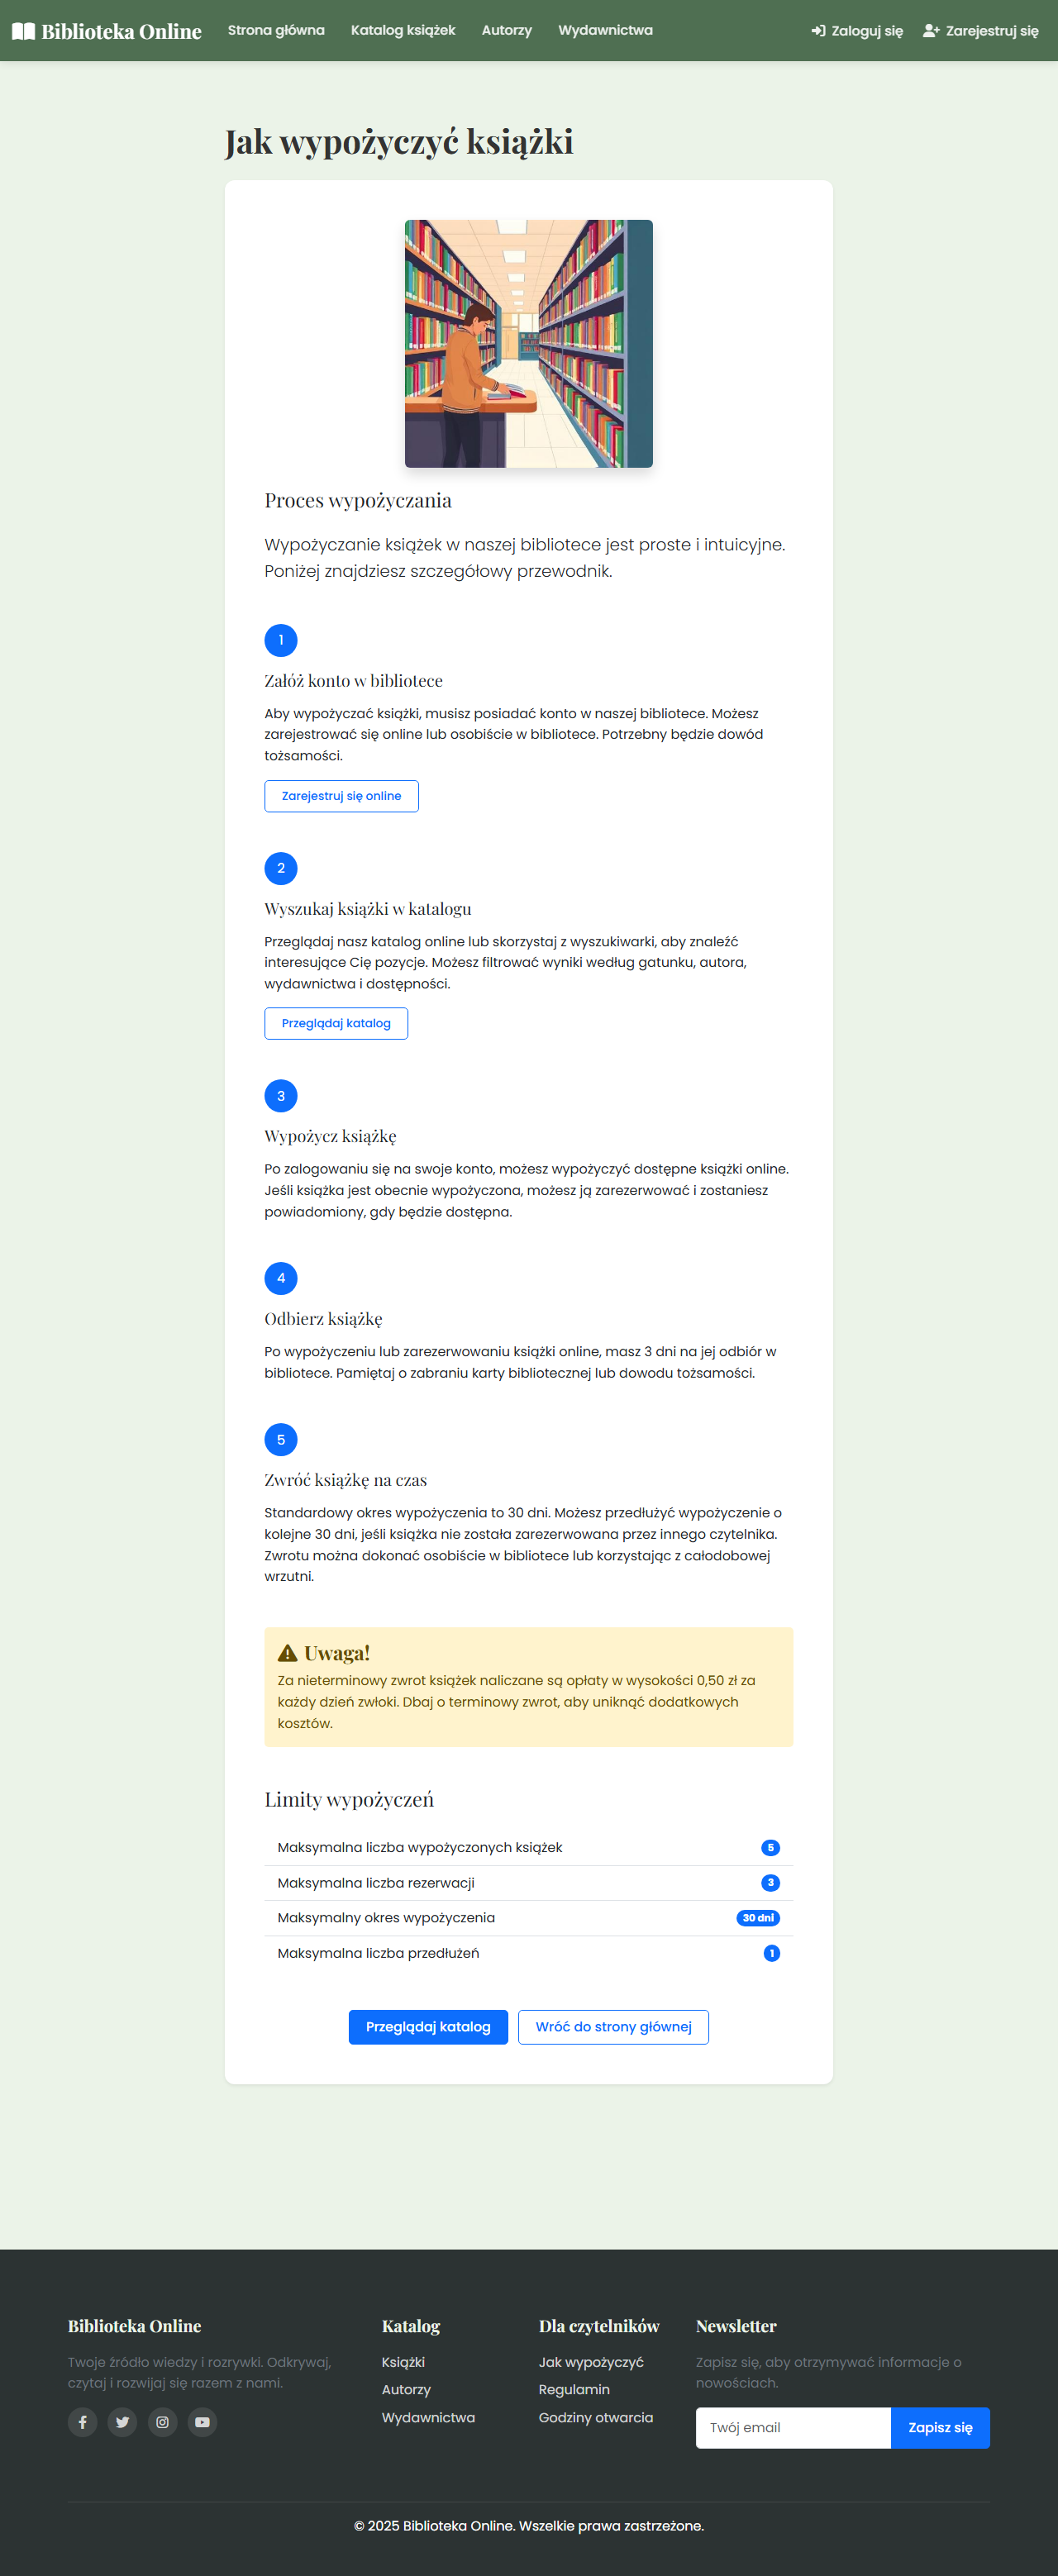 Biblioteka Online
Strona główna
Katalog książek
Autorzy
Wydawnictwa
Zaloguj się
Zarejestruj się
Jak wypożyczyć książki
Proces wypożyczania
Wypożyczanie książek w naszej bibliotece jest proste i intuicyjne.
Poniżej znajdziesz szczegółowy przewodnik.
1
Załóż konto w bibliotece
Aby wypożyczać książki, musisz posiadać konto w naszej bibliotece. Możesz
zarejestrować się online lub osobiście w bibliotece. Potrzebny będzie dowód
tożsamości.
Zarejestruj się online
2
Wyszukaj książki w katalogu
Przeglądaj nasz katalog online lub skorzystaj z wyszukiwarki, aby znaleźć
interesujące Cię pozycje. Możesz filtrować wyniki według gatunku, autora,
wydawnictwa i dostępności.
Przeglądaj katalog
3
Wypożycz książkę
Po zalogowaniu się na swoje konto, możesz wypożyczyć dostępne książki online.
Jeśli książka jest obecnie wypożyczona, możesz ją zarezerwować i zostaniesz
powiadomiony, gdy będzie dostępna.
4
Odbierz książkę
Po wypożyczeniu lub zarezerwowaniu książki online, masz 3 dni na jej odbiór w
bibliotece. Pamiętaj o zabraniu karty bibliotecznej lub dowodu tożsamości.
5
Zwróć książkę na czas
Standardowy okres wypożyczenia to 30 dni. Możesz przedłużyć wypożyczenie o
kolejne 30 dni, jeśli książka nie została zarezerwowana przez innego czytelnika.
Zwrotu można dokonać osobiście w bibliotece lub korzystając z całodobowej
wrzutni.
Uwaga!
Za nieterminowy zwrot książek naliczane są opłaty w wysokości 0,50 zł za
każdy dzień zwłoki. Dbaj o terminowy zwrot, aby uniknąć dodatkowych
kosztów.
Limity wypożyczeń
Maksymalna liczba wypożyczonych książek 5
Maksymalna liczba rezerwacji 3
Maksymalny okres wypożyczenia 30 dni
Maksymalna liczba przedłużeń 1
Przeglądaj katalog
Wróć do strony głównej
Biblioteka Online
Twoje źródło wiedzy i rozrywki. Odkrywaj,
czytaj i rozwijaj się razem z nami.
Katalog
Książki
Autorzy
Wydawnictwa
Dla czytelników
Jak wypożyczyć
Regulamin
Godziny otwarcia
Newsletter
Zapisz się, aby otrzymywać informacje o
nowościach.
Twój email
Zapisz się
© 2025 Biblioteka Online. Wszelkie prawa zastrzeżone.